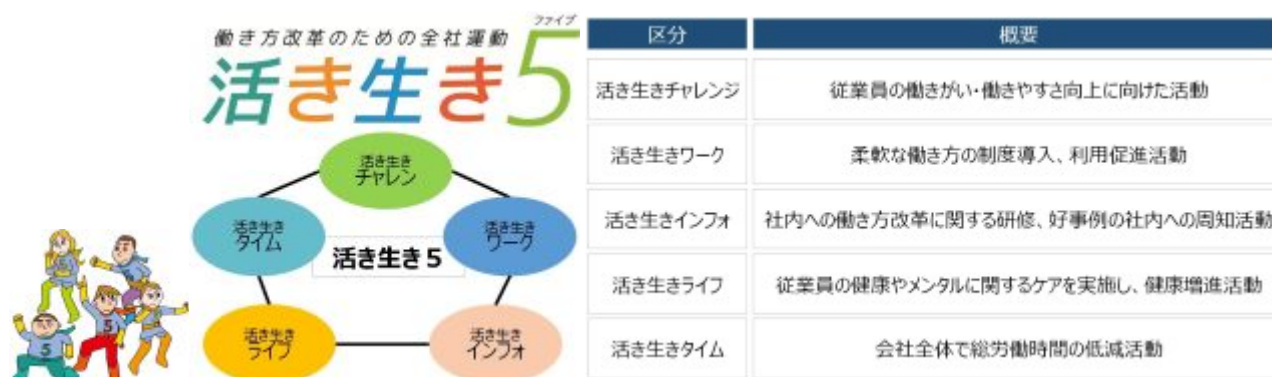 働き方改革のための全社運動
ファイブ
活き生き5
活き生き
チャレン
活き生き
タイム
活き生き
ワーク
活き生き5
活き生き
ライフ
活き生き
インフォ
5
5
区分 概要
活き生きチャレンジ 従業員の働きがい・働きやすさ向上に向けた活動
活き生きワーク 柔軟な働き方の制度導入、利用促進活動
活き生きインフォ 社内への働き方改革に関する研修、好事例の社内への周知活動
活き生きライフ 従業員の健康やメンタルに関するケアを実施し、健康増進活動
活き生きタイム 会社全体で総労働時間の低減活動